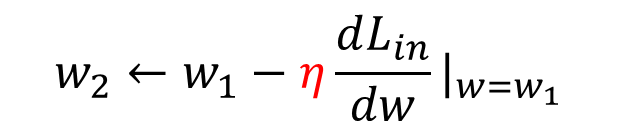 w₂ ← w₁ − η dL_in/dw |_{w=w₁}